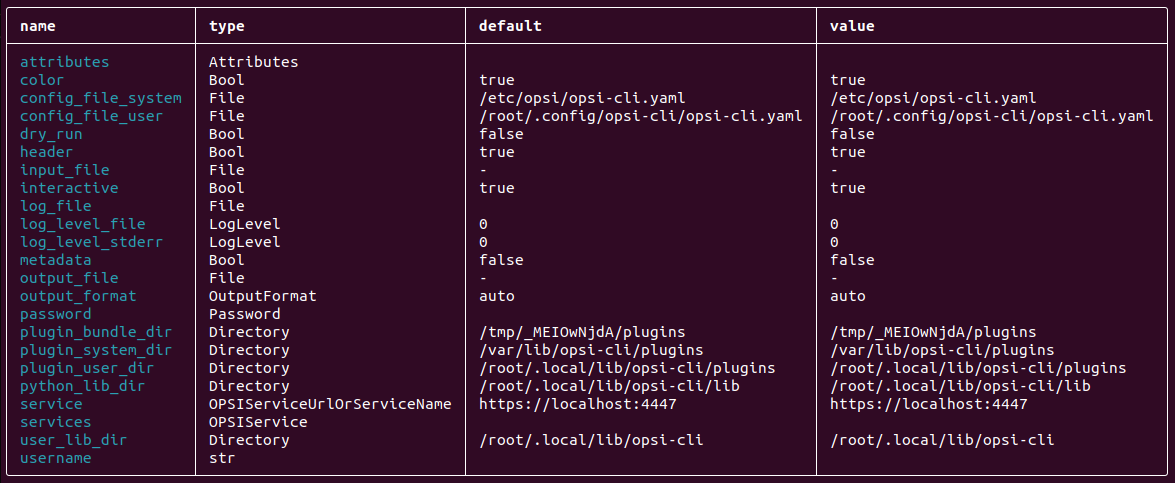 name type default value
attributes Attributes
color Bool true true
config_file_system File /etc/opsi/opsi-cli.yaml /etc/opsi/opsi-cli.yaml
config_file_user File /root/.config/opsi-cli/opsi-cli.yaml /root/.config/opsi-cli/opsi-cli.yaml
dry_run Bool false false
header Bool true true
input_file File - -
interactive Bool true true
log_file File
log_level_file LogLevel 0 0
log_level_stderr LogLevel 0 0
metadata Bool false false
output_file File - -
output_format OutputFormat auto auto
password Password
plugin_bundle_dir Directory /tmp/_MEIOwNjdA/plugins /tmp/_MEIOwNjdA/plugins
plugin_system_dir Directory /var/lib/opsi-cli/plugins /var/lib/opsi-cli/plugins
plugin_user_dir Directory /root/.local/lib/opsi-cli/plugins /root/.local/lib/opsi-cli/plugins
python_lib_dir Directory /root/.local/lib/opsi-cli/lib /root/.local/lib/opsi-cli/lib
service OPSIServiceUrlOrServiceName https://localhost:4447 https://localhost:4447
services OPSIService
user_lib_dir Directory /root/.local/lib/opsi-cli /root/.local/lib/opsi-cli
username str